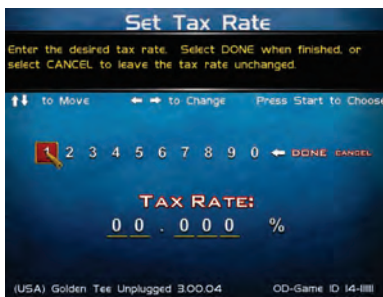 Set Tax Rate
Enter the desired tax rate. Select DONE when finished, or
select CANCEL to leave the tax rate unchanged.
↑↓ to Move ← → to Change Press Start to Choose
1 2 3 4 5 6 7 8 9 0 ← DONE CANCEL
TAX RATE:
0 0 . 0 0 0 %
(USA) Golden Tee Unplugged 3.00.04 OD-Game ID 14-11111